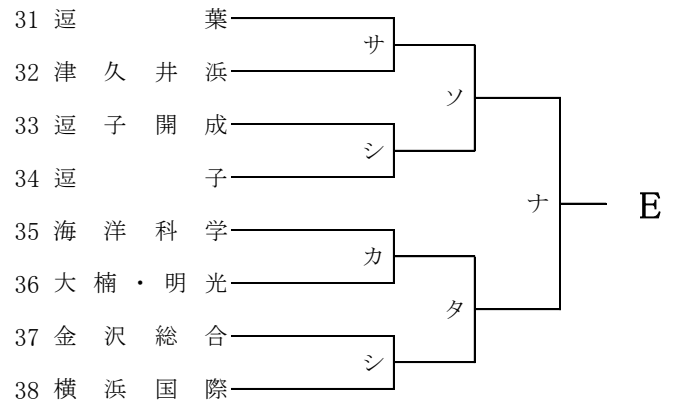 31 逗葉
サ
32 津久井浜
ソ
33 逗子開成
シ
34 逗子
ナ E
35 海洋科学
カ
36 大楠・明光
タ
37 金沢総合
シ
38 横浜国際